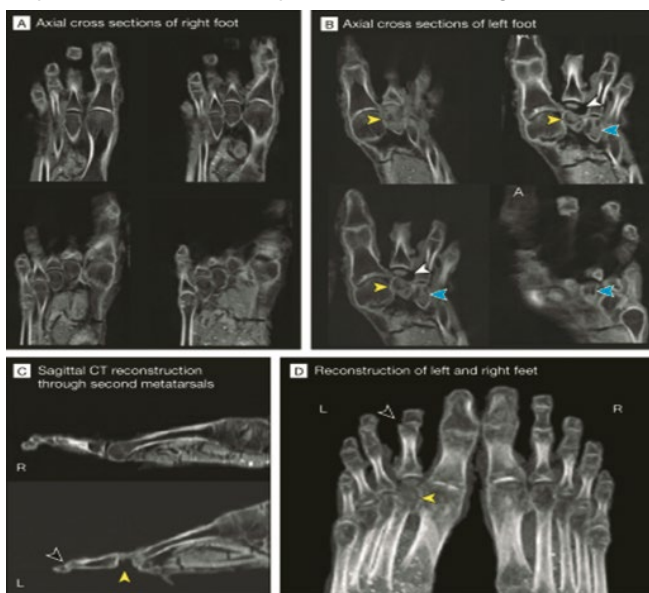 A Axial cross sections of right foot
B Axial cross sections of left foot
A
C Sagittal CT reconstruction
through second metatarsals
R
L
D Reconstruction of left and right feet
L
R